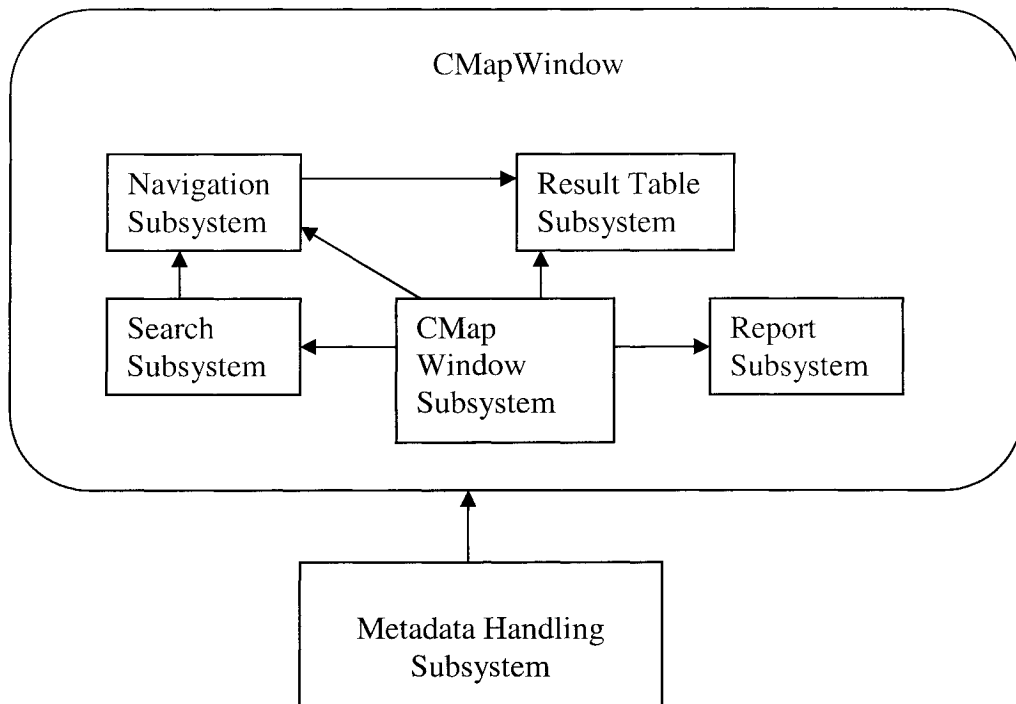 CMapWindow
Navigation
Subsystem
Result Table
Subsystem
Search
Subsystem
CMap
Window
Subsystem
Report
Subsystem
Metadata Handling
Subsystem